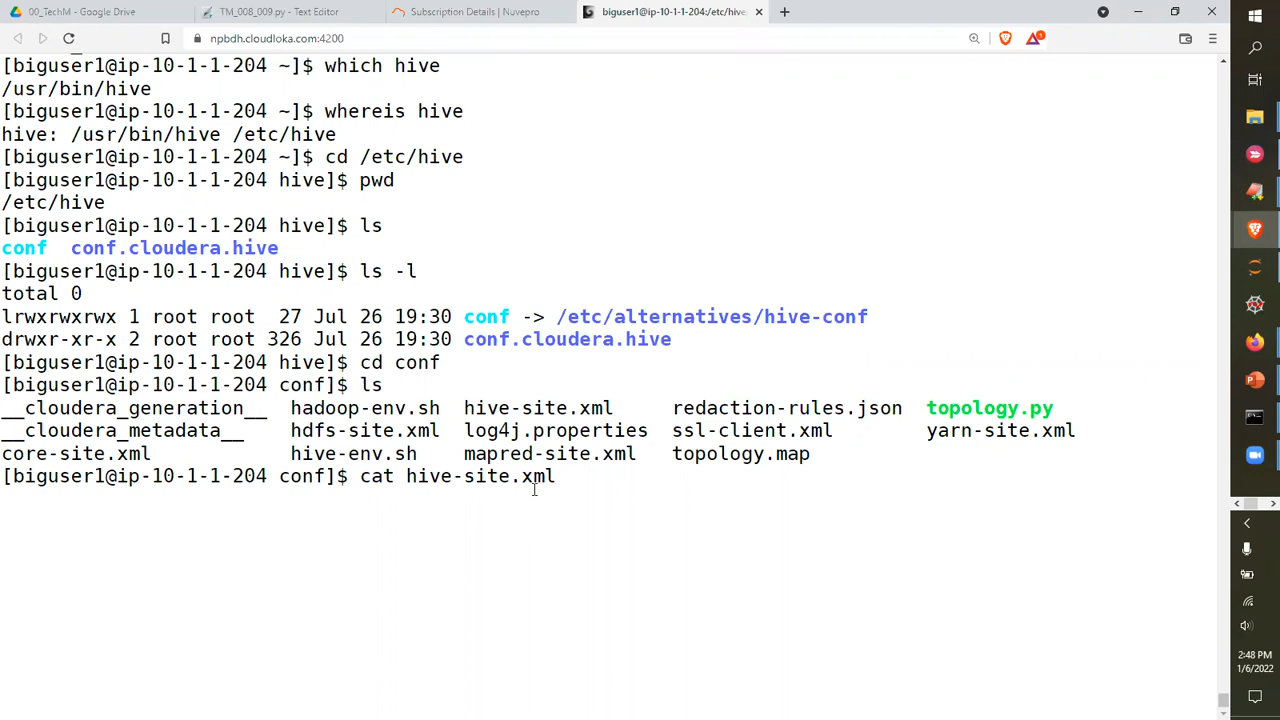 00_TechM - Google Drive
TM_008_009.py - Text Editor
Subscription Details | Nuvepro
biguser1@ip-10-1-1-204:/etc/hive
npbdh.cloudloka.com:4200
[biguser1@ip-10-1-1-204 ~]$ which hive
/usr/bin/hive
[biguser1@ip-10-1-1-204 ~]$ whereis hive
hive: /usr/bin/hive /etc/hive
[biguser1@ip-10-1-1-204 ~]$ cd /etc/hive
[biguser1@ip-10-1-1-204 hive]$ pwd
/etc/hive
[biguser1@ip-10-1-1-204 hive]$ ls
conf  conf.cloudera.hive
[biguser1@ip-10-1-1-204 hive]$ ls -l
total 0
lrwxrwxrwx 1 root root  27 Jul 26 19:30 conf -> /etc/alternatives/hive-conf
drwxr-xr-x 2 root root 326 Jul 26 19:30 conf.cloudera.hive
[biguser1@ip-10-1-1-204 hive]$ cd conf
[biguser1@ip-10-1-1-204 conf]$ ls
__cloudera_generation__  hadoop-env.sh  hive-site.xml  redaction-rules.json  topology.py
__cloudera_metadata__  hdfs-site.xml  log4j.properties  ssl-client.xml  yarn-site.xml
core-site.xml  hive-env.sh  mapred-site.xml  topology.map
[biguser1@ip-10-1-1-204 conf]$ cat hive-site.xml
2:48 PM
1/6/2022